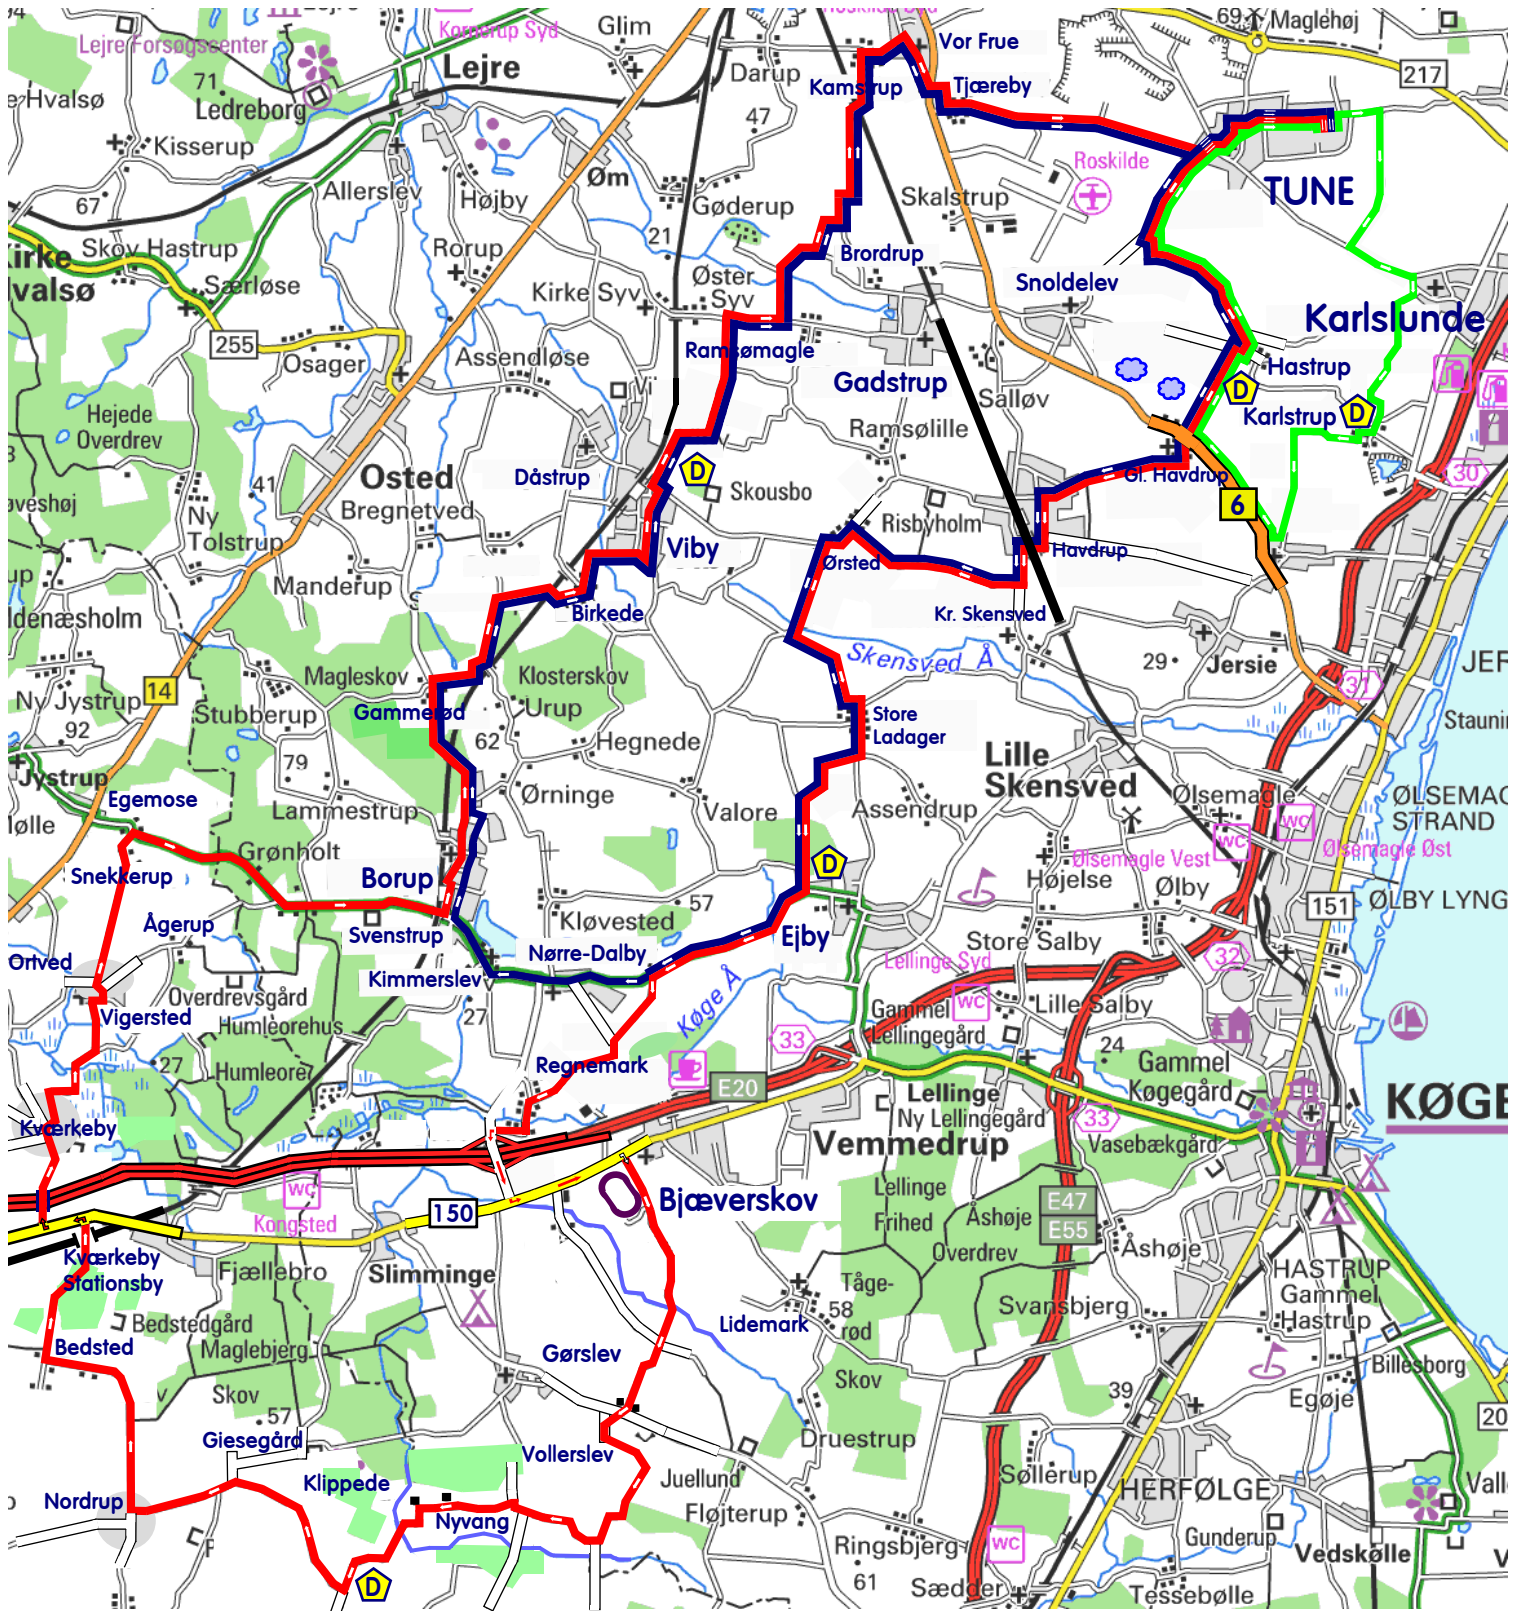 Lejre Forsøgscenter
Kornerup Syd
Glim
Vor Frue
69
Maglehøj
217
71
Lejre
Darup
Kamstrup
Tjæreby
Hvalsø
Ledreborg
47
Kisserup
Roskilde
Øm
Allerslev
Højby
67
Gøderup
Skalstrup
TUNE
Skov Hastrup
Rorup
21
Brordrup
Kirke
Særløse
Øster
Syv
Kirke Syv
Snoldelev
Karlslunde
255
Osager
Assendløse
Ramsømagle
Hastrup
Gadstrup
D
Salløv
Karlstrup
D
Hejede
Overdrev
Ramsølille
Osted
Dåstrup
D
Skousbo
Gl. Havdrup
30
41
Bregnetved
6
Ny
Tolstrup
Risbyholm
Viby
Havdrup
Ørsted
Manderup
Birkede
Kr. Skensved
Skensved Å
29
Jersie
Magleskov
Klosterskov
31
14
Ny Jystrup
92
Stubberup
Gammerød
Urup
Store
Ladager
62
Hegnede
79
Lille
Skensved
Jystrup
Egemose
Lammestrup
Ørninge
Valore
Assendrup
Ølsemagle
STRAND
WC
WC
Grønholt
Ølsemagle Vest
Ølsemagle Øst
Snekkerup
Borup
D
Højelse
Ølby
57
151
Ågerup
Kløvested
Svenstrup
Ejby
Store Salby
Ortved
Nørre-Dalby
Lellinge Syd
32
Kimmerslev
WC
Overdrevsgård
Køge Å
Lille Salby
Vigersted
Humleorehus
27
Gammel
Lellingegård
33
24
27
Humleore
Regnemark
Gammel
Køgegård
E20
Lellinge
KØGE
Kværkeby
Ny Lellingegård
33
Vemmedrup
Vasebækgård
WC
Lellinge
Frihed
E47
Bjæverskov
Kongsted
150
Åshøje
E55
Åshøje
Overdrev
Kværkeby
Stationsby
Fjællebro
Slimminge
HASTRUP
Gammel
Hastrup
Tåge-
rød
58
Svansbjerg
Bedstedgård
Lidemark
Bedsted
Maglebjerg
Gørslev
Billesborg
Skov
Skov
39
Egøje
57
Giesegård
Druestrup
Vollerslev
Klippede
Juellund
Søllerup
HERFØLGE
Nordrup
Nyvang
Fløjterup
WC
Gunderup
Ringsbjerg
Vedskølle
D
61
Sædder
Tessebølle